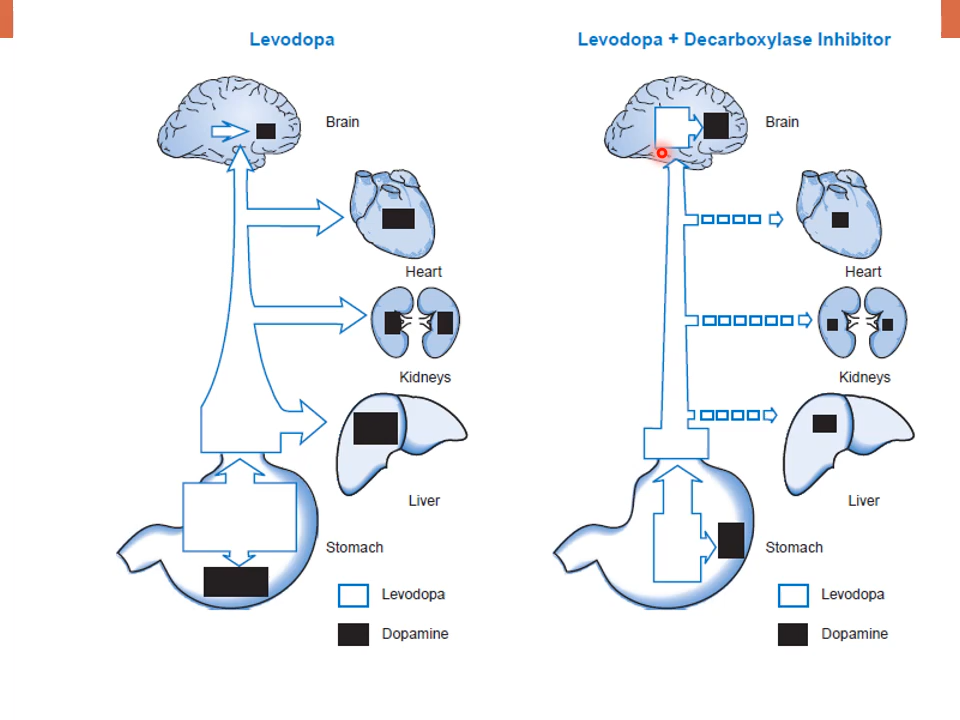 Levodopa
Brain
Heart
Kidneys
Liver
Stomach
Levodopa
Dopamine
Levodopa + Decarboxylase Inhibitor
Brain
Heart
Kidneys
Liver
Stomach
Levodopa
Dopamine